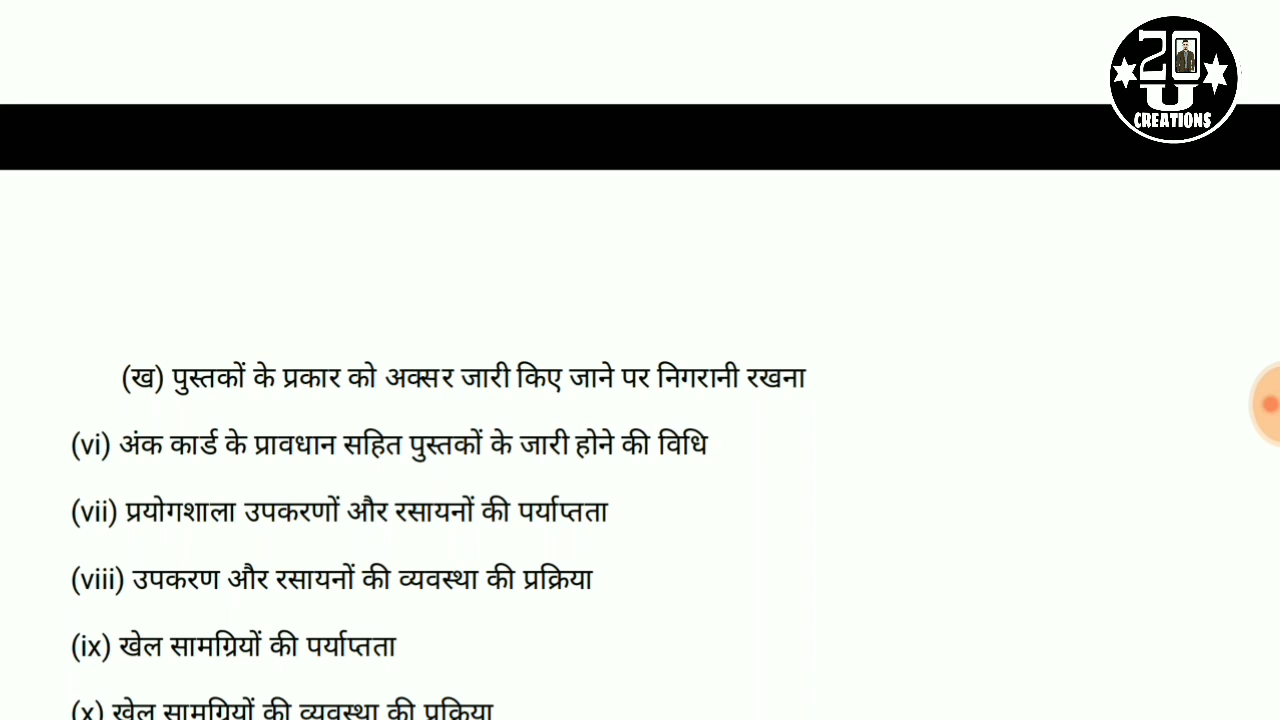 20
U
CREATIONS
(ख) पुस्तकों के प्रकार को अक्सर जारी किए जाने पर निगरानी रखना
(vi) अंक कार्ड के प्रावधान सहित पुस्तकों के जारी होने की विधि
(vii) प्रयोगशाला उपकरणों और रसायनों की पर्याप्तता
(viii) उपकरण और रसायनों की व्यवस्था की प्रक्रिया
(ix) खेल सामग्रियों की पर्याप्तता
(x) खेल सामग्रियों की व्यवस्था की प्रक्रिया